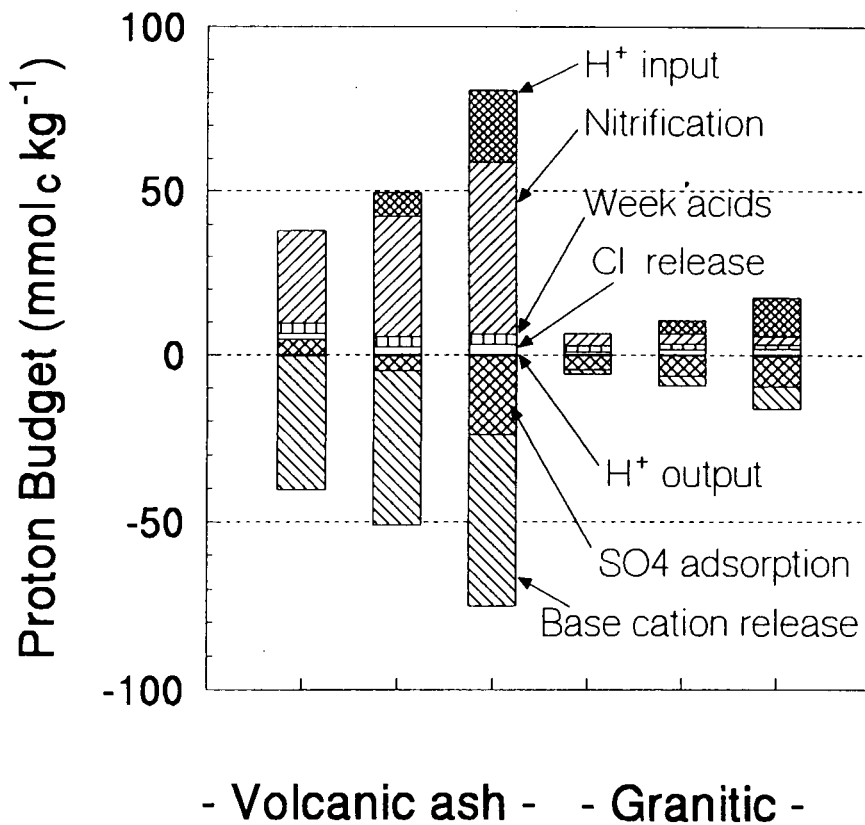 Proton Budget (mmolc kg-1)
100
50
0
-50
-100
H+ input
Nitrification
Week acids
Cl release
H+ output
SO4 adsorption
Base cation release
- Volcanic ash - - Granitic -